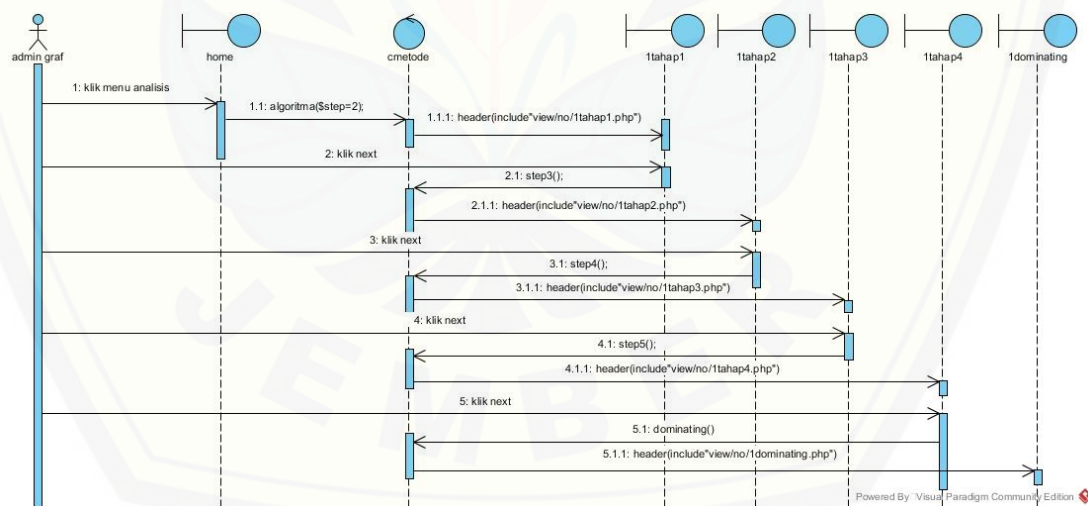 admin graf
home
cmetode
1tahap1
1tahap2
1tahap3
1tahap4
1dominating
1: klik menu analisis
1.1: algoritma($step=2);
1.1.1: header(include"view/no/1tahap1.php")
2: klik next
2.1: step3();
2.1.1: header(include"view/no/1tahap2.php")
3: klik next
3.1: step4();
3.1.1: header(include"view/no/1tahap3.php")
4: klik next
4.1: step5();
4.1.1: header(include"view/no/1tahap4.php")
5: klik next
5.1: dominating()
5.1.1: header(include"view/no/1dominating.php")
JEMBER
Powered By Visual Paradigm Community Edition